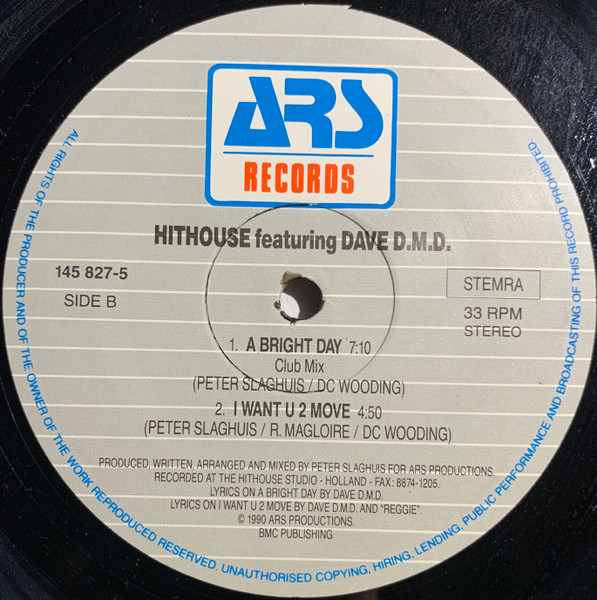 ARS
RECORDS
HITHOUSE featuring DAVE D.M.D.
145 827-5
SIDE B
STEMRA
33 RPM
STEREO
1. A BRIGHT DAY 7:10
Club Mix
(PETER SLAGHUIS / DC WOODING)
2. I WANT U 2 MOVE 4:50
(PETER SLAGHUIS / R. MAGLOIRE / DC WOODING)
PRODUCED, WRITTEN, ARRANGED AND MIXED BY PETER SLAGHUIS FOR ARS PRODUCTIONS.
RECORDED AT THE HITHOUSE STUDIO - HOLLAND - FAX: 8874-1205.
LYRICS ON A BRIGHT DAY BY DAVE D.M.D.
LYRICS ON I WANT U 2 MOVE BY DAVE D.M.D. AND "REGGIE".
© 1990 ARS PRODUCTIONS.
BMC PUBLISHING
ALL RIGHTS OF THE PRODUCER AND OF THE OWNER OF THE WORK REPRODUCED RESERVED. UNAUTHORISED COPYING, HIRING, LENDING, PUBLIC PERFORMANCE AND BROADCASTING OF THIS RECORD PROHIBITED.